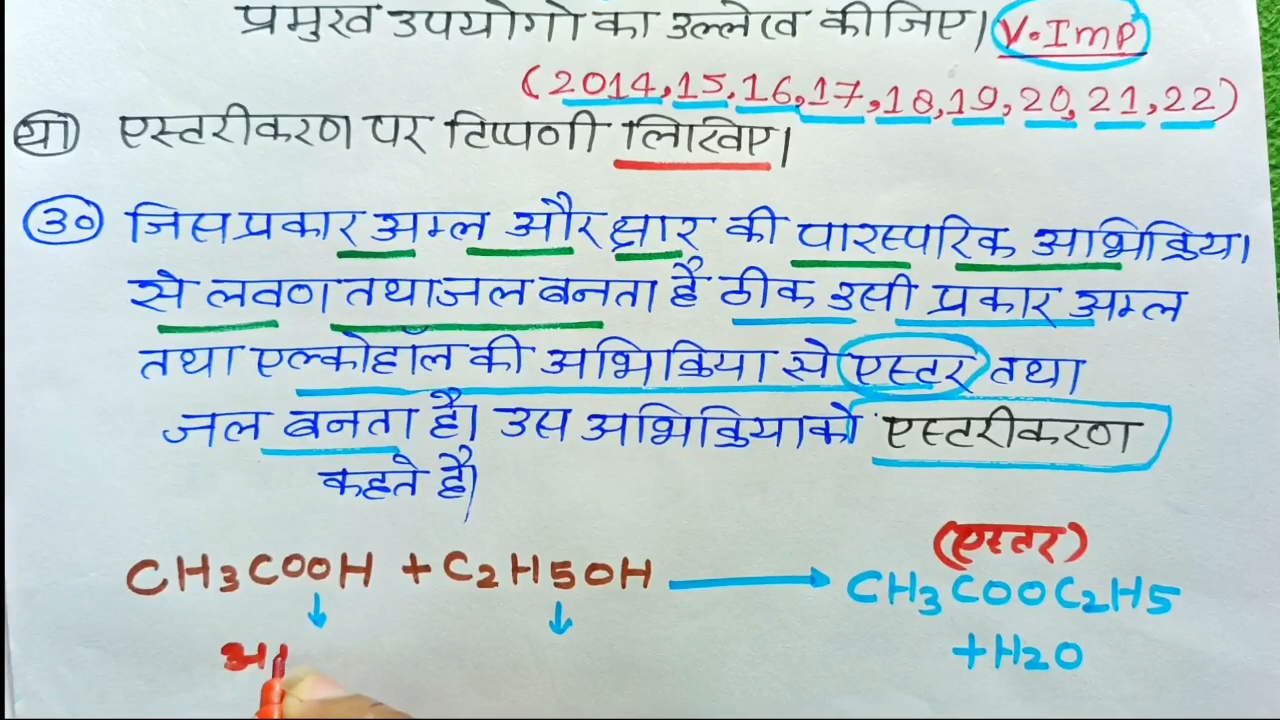 प्रमुख उपयोगो का उल्लेख कीजिए। V.Imp
(2014,15,16,17,18,19,20,21,22)
(या) एस्टरीकरण पर टिप्पणी लिखिए।
उ० जिस प्रकार अम्ल और क्षार की पारस्परिक अभिक्रिया
से लवण तथा जल बनता है ठीक उसी प्रकार अम्ल
तथा एल्कोहॉल की अभिक्रिया से एस्टर तथा
जल बनता है। उस अभिक्रिया को एस्टरीकरण
कहते है।
(एस्टर)
CH3COOH + C2H5OH → CH3COOC2H5
+H2O